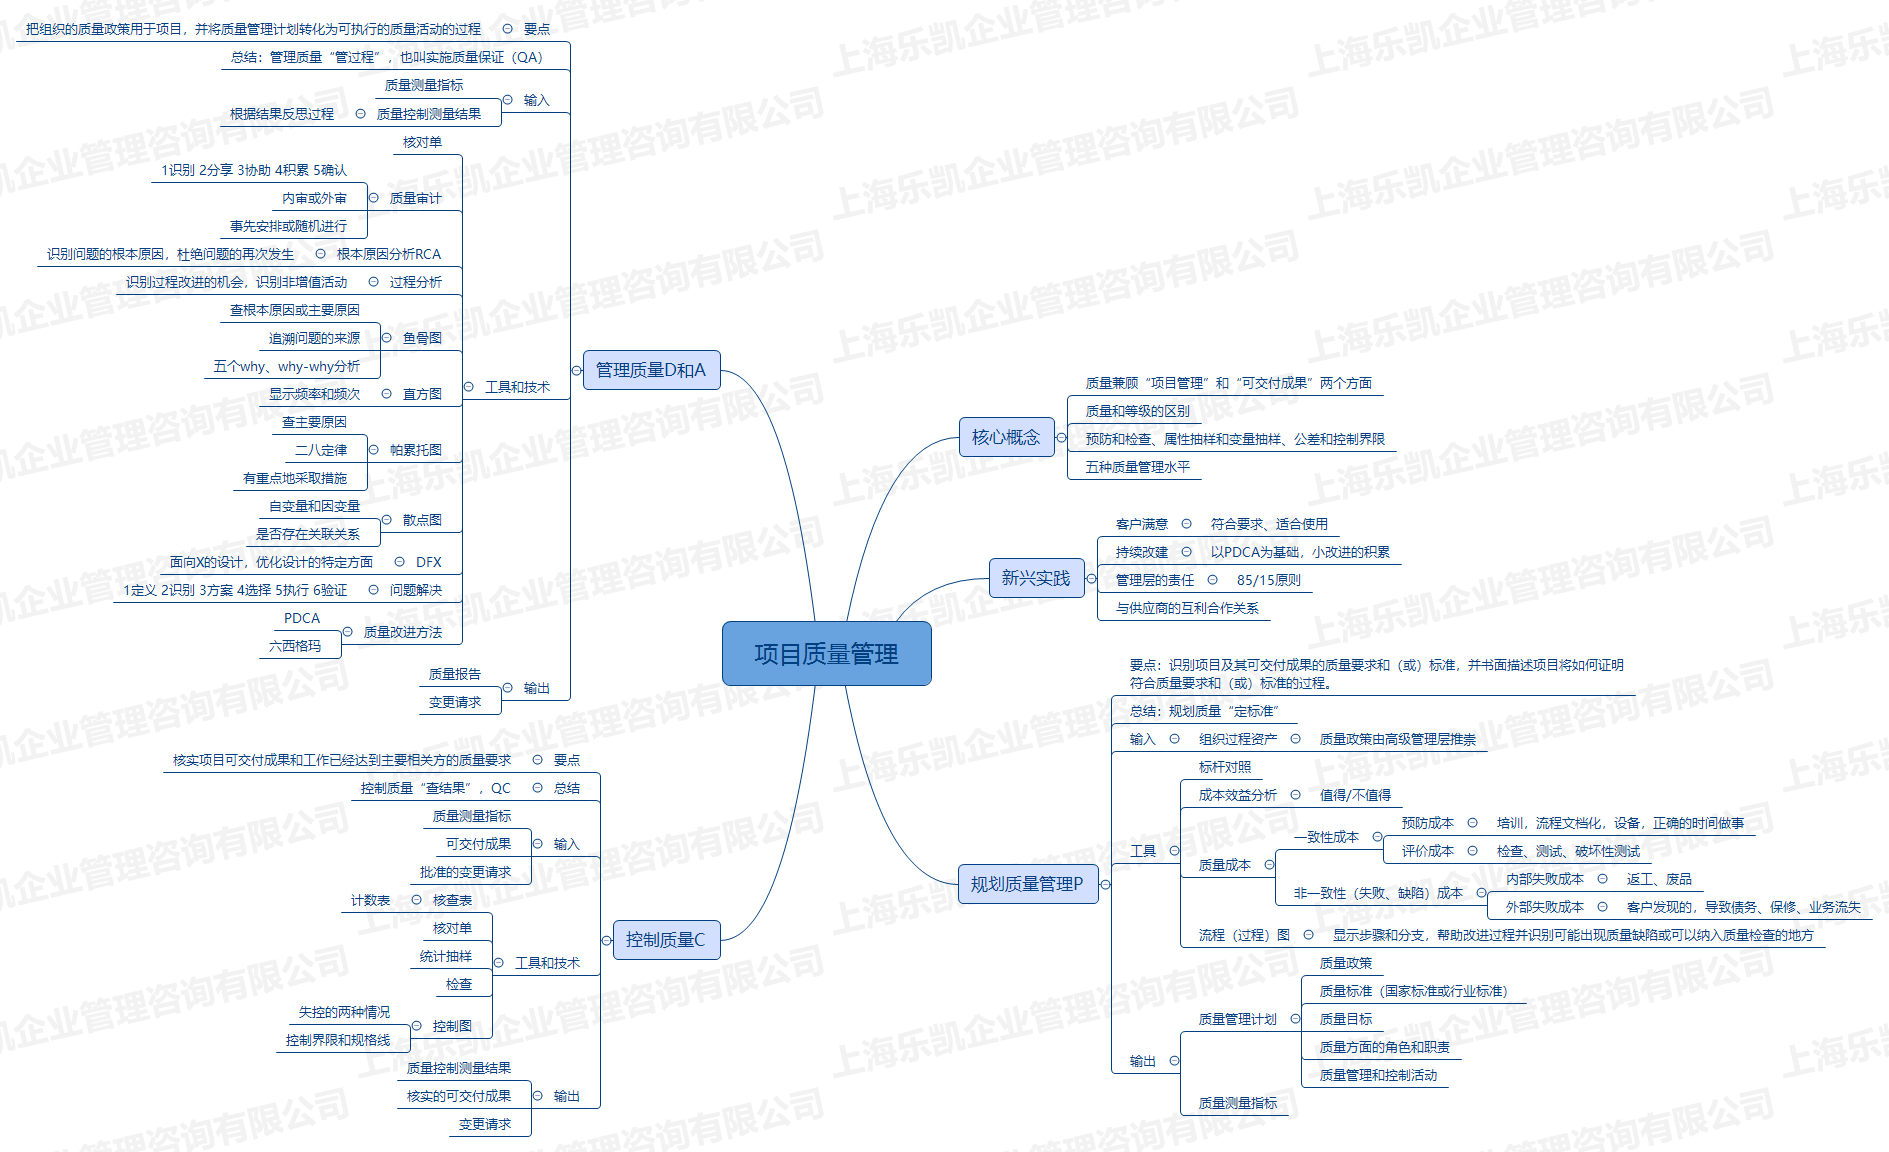 项目质量管理
核心概念
质量兼顾“项目管理”和“可交付成果”两个方面
质量和等级的区别
预防和检查、属性抽样和变量抽样、公差和控制界限
五种质量管理水平
新兴实践
客户满意
符合要求、适合使用
持续改建
以PDCA为基础，小改进的积累
管理层的责任
85/15原则
与供应商的互利合作关系
规划质量管理P
要点：识别项目及其可交付成果的质量要求和（或）标准，并书面描述项目将如何证明
符合质量要求和（或）标准的过程。
总结：规划质量“定标准”
输入
组织过程资产
质量政策由高级管理层推崇
工具
标杆对照
成本效益分析
值得/不值得
质量成本
一致性成本
预防成本
培训，流程文档化，设备，正确的时间做事
评价成本
检查、测试、破坏性测试
非一致性（失败、缺陷）成本
内部失败成本
返工、废品
外部失败成本
客户发现的，导致债务、保修、业务流失
流程（过程）图
显示步骤和分支，帮助改进过程并识别可能出现质量缺陷或可以纳入质量检查的地方
输出
质量管理计划
质量政策
质量标准（国家标准或行业标准）
质量目标
质量方面的角色和职责
质量管理和控制活动
质量测量指标
管理质量D和A
要点
把组织的质量政策用于项目，并将质量管理计划转化为可执行的质量活动的过程
总结：管理质量“管过程”，也叫实施质量保证（QA）
输入
质量测量指标
质量控制测量结果
根据结果反思过程
工具和技术
核对单
质量审计
1识别 2分享 3协助 4积累 5确认
内审或外审
事先安排或随机进行
根本原因分析RCA
识别问题的根本原因，杜绝问题的再次发生
过程分析
识别过程改进的机会，识别非增值活动
鱼骨图
查根本原因或主要原因
追溯问题的来源
五个why、why-why分析
直方图
显示频率和频次
帕累托图
查主要原因
二八定律
有重点地采取措施
散点图
自变量和因变量
是否存在关联关系
DFX
面向X的设计，优化设计的特定方面
问题解决
1定义 2识别 3方案 4选择 5执行 6验证
质量改进方法
PDCA
六西格玛
输出
质量报告
变更请求
控制质量C
要点
核实项目可交付成果和工作已经达到主要相关方的质量要求
总结
控制质量“查结果”，QC
输入
质量测量指标
可交付成果
批准的变更请求
工具和技术
核查表
计数表
核对单
统计抽样
检查
控制图
失控的两种情况
控制界限和规格线
输出
质量控制测量结果
核实的可交付成果
变更请求
上海乐凯企业管理咨询有限公司